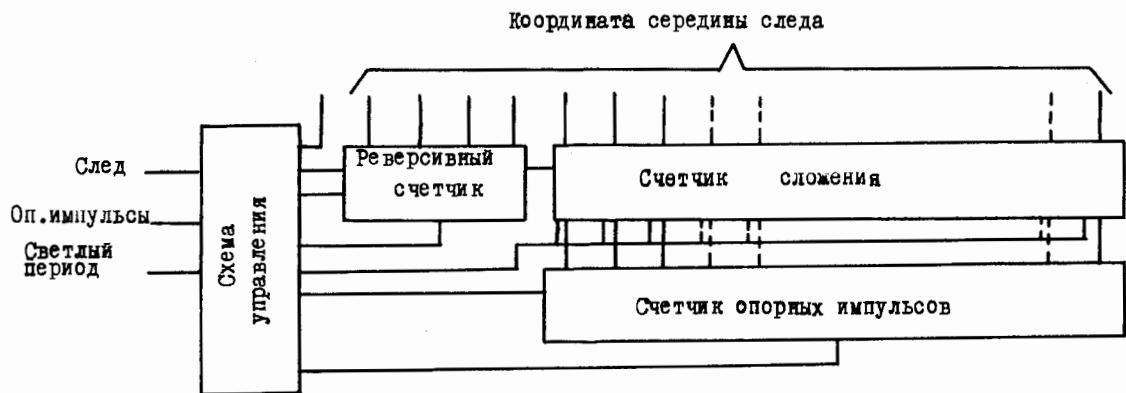 Координата середины следа
След
Оп.импульсы
Светлый
период
Схема
управления
Реверсивный
счетчик
Счетчик сложения
Счетчик опорных импульсов